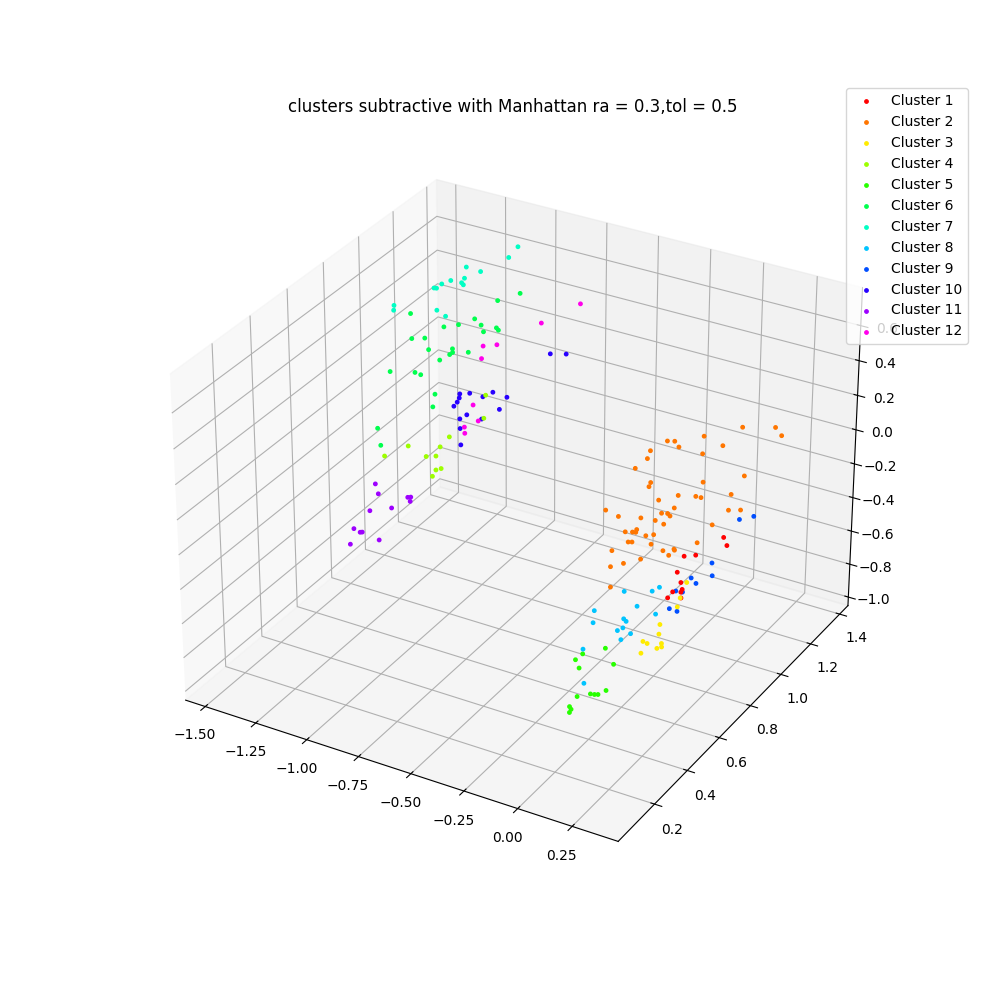 clusters subtractive with Manhattan ra = 0.3,tol = 0.5
Cluster 1
Cluster 2
Cluster 3
Cluster 4
Cluster 5
Cluster 6
Cluster 7
Cluster 8
Cluster 9
Cluster 10
Cluster 11
Cluster 12
0.4
0.2
0.0
−0.2
−0.4
−0.6
−0.8
−1.0
1.4
1.2
1.0
0.8
0.6
0.4
0.2
−1.50
−1.25
−1.00
−0.75
−0.50
−0.25
0.00
0.25